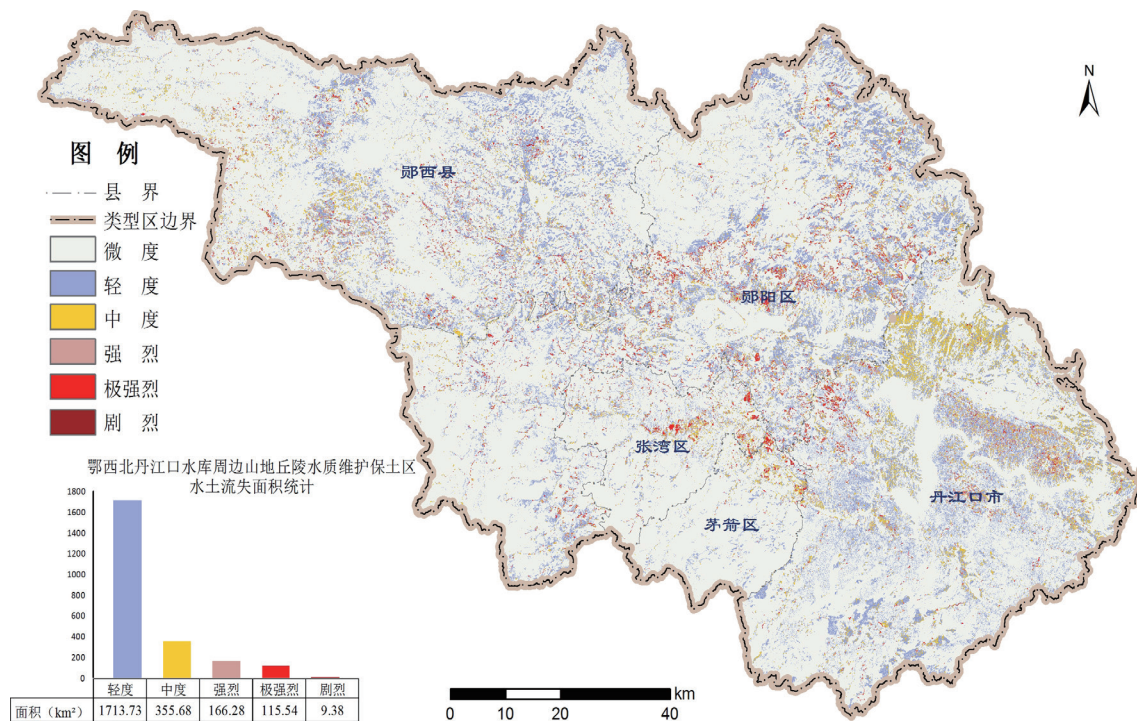 N
图 例
县 界
类型区边界
微 度
轻 度
中 度
强 烈
极强烈
剧 烈
郧西县
郧阳区
张湾区
茅箭区
丹江口市
鄂西北丹江口水库周边山地丘陵水质维护保土区
水土流失面积统计
1800
1600
1400
1200
1000
800
600
400
200
0
轻度 中度 强烈 极强烈 剧烈
面积（km²） 1713.73 355.68 166.28 115.54 9.38
km
0 10 20 40